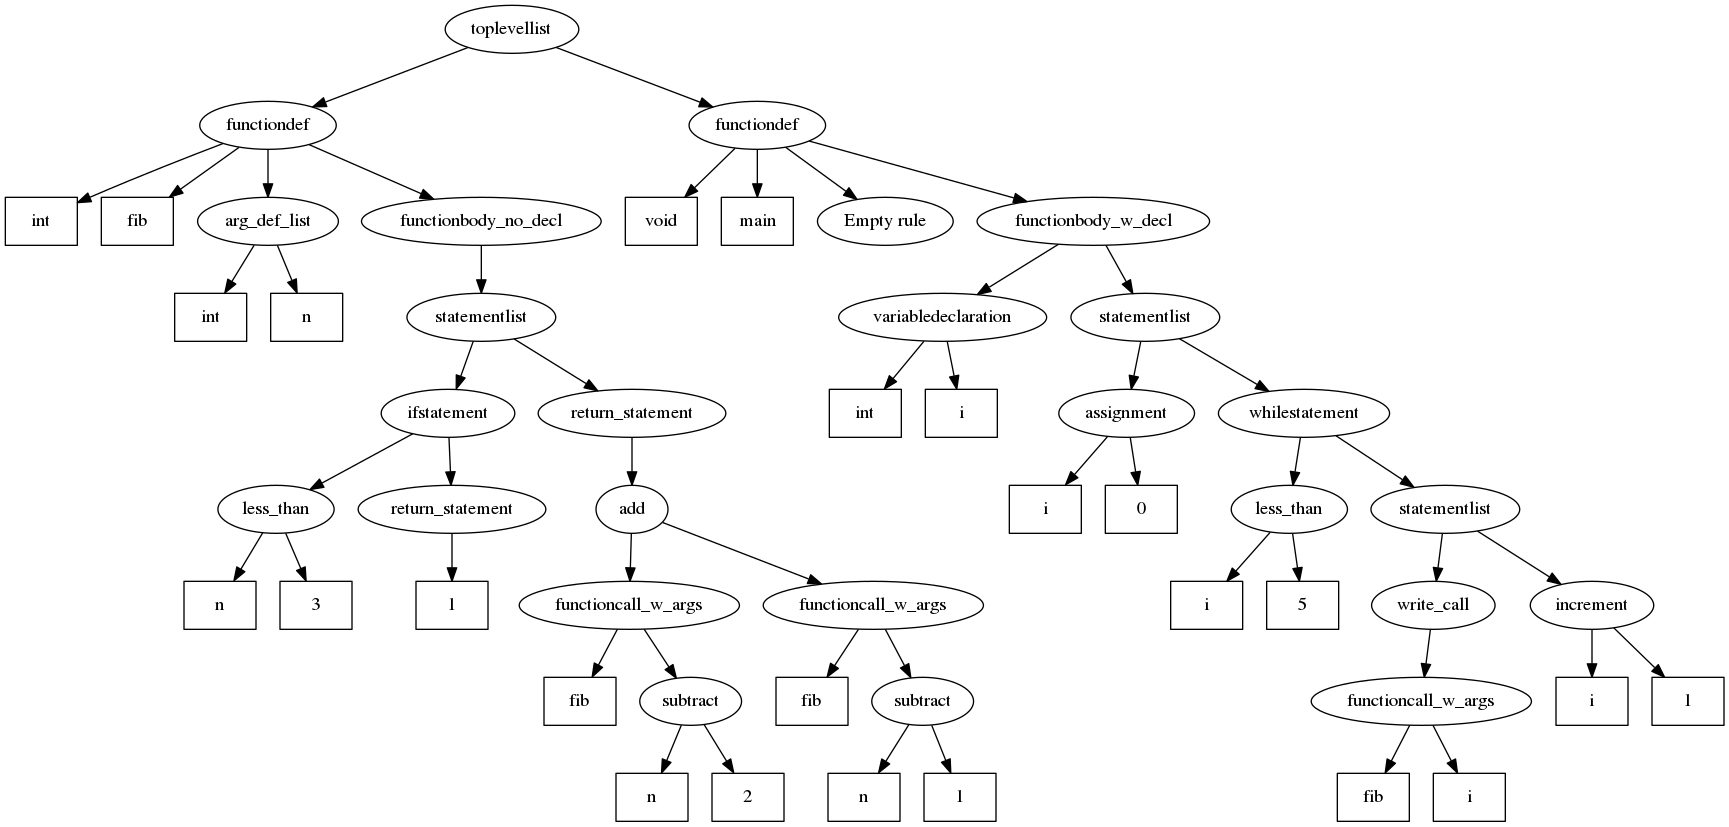 toplevellist
functiondef functiondef
int fib arg_def_list functionbody_no_decl void main Empty rule functionbody_w_decl
int n statementlist variabledeclaration statementlist
ifstatement return_statement int i assignment whilestatement
less_than return_statement add i 0 less_than statementlist
n 3 1 functioncall_w_args functioncall_w_args i 5 write_call increment
fib subtract fib subtract functioncall_w_args i 1
n 2 n 1 fib i